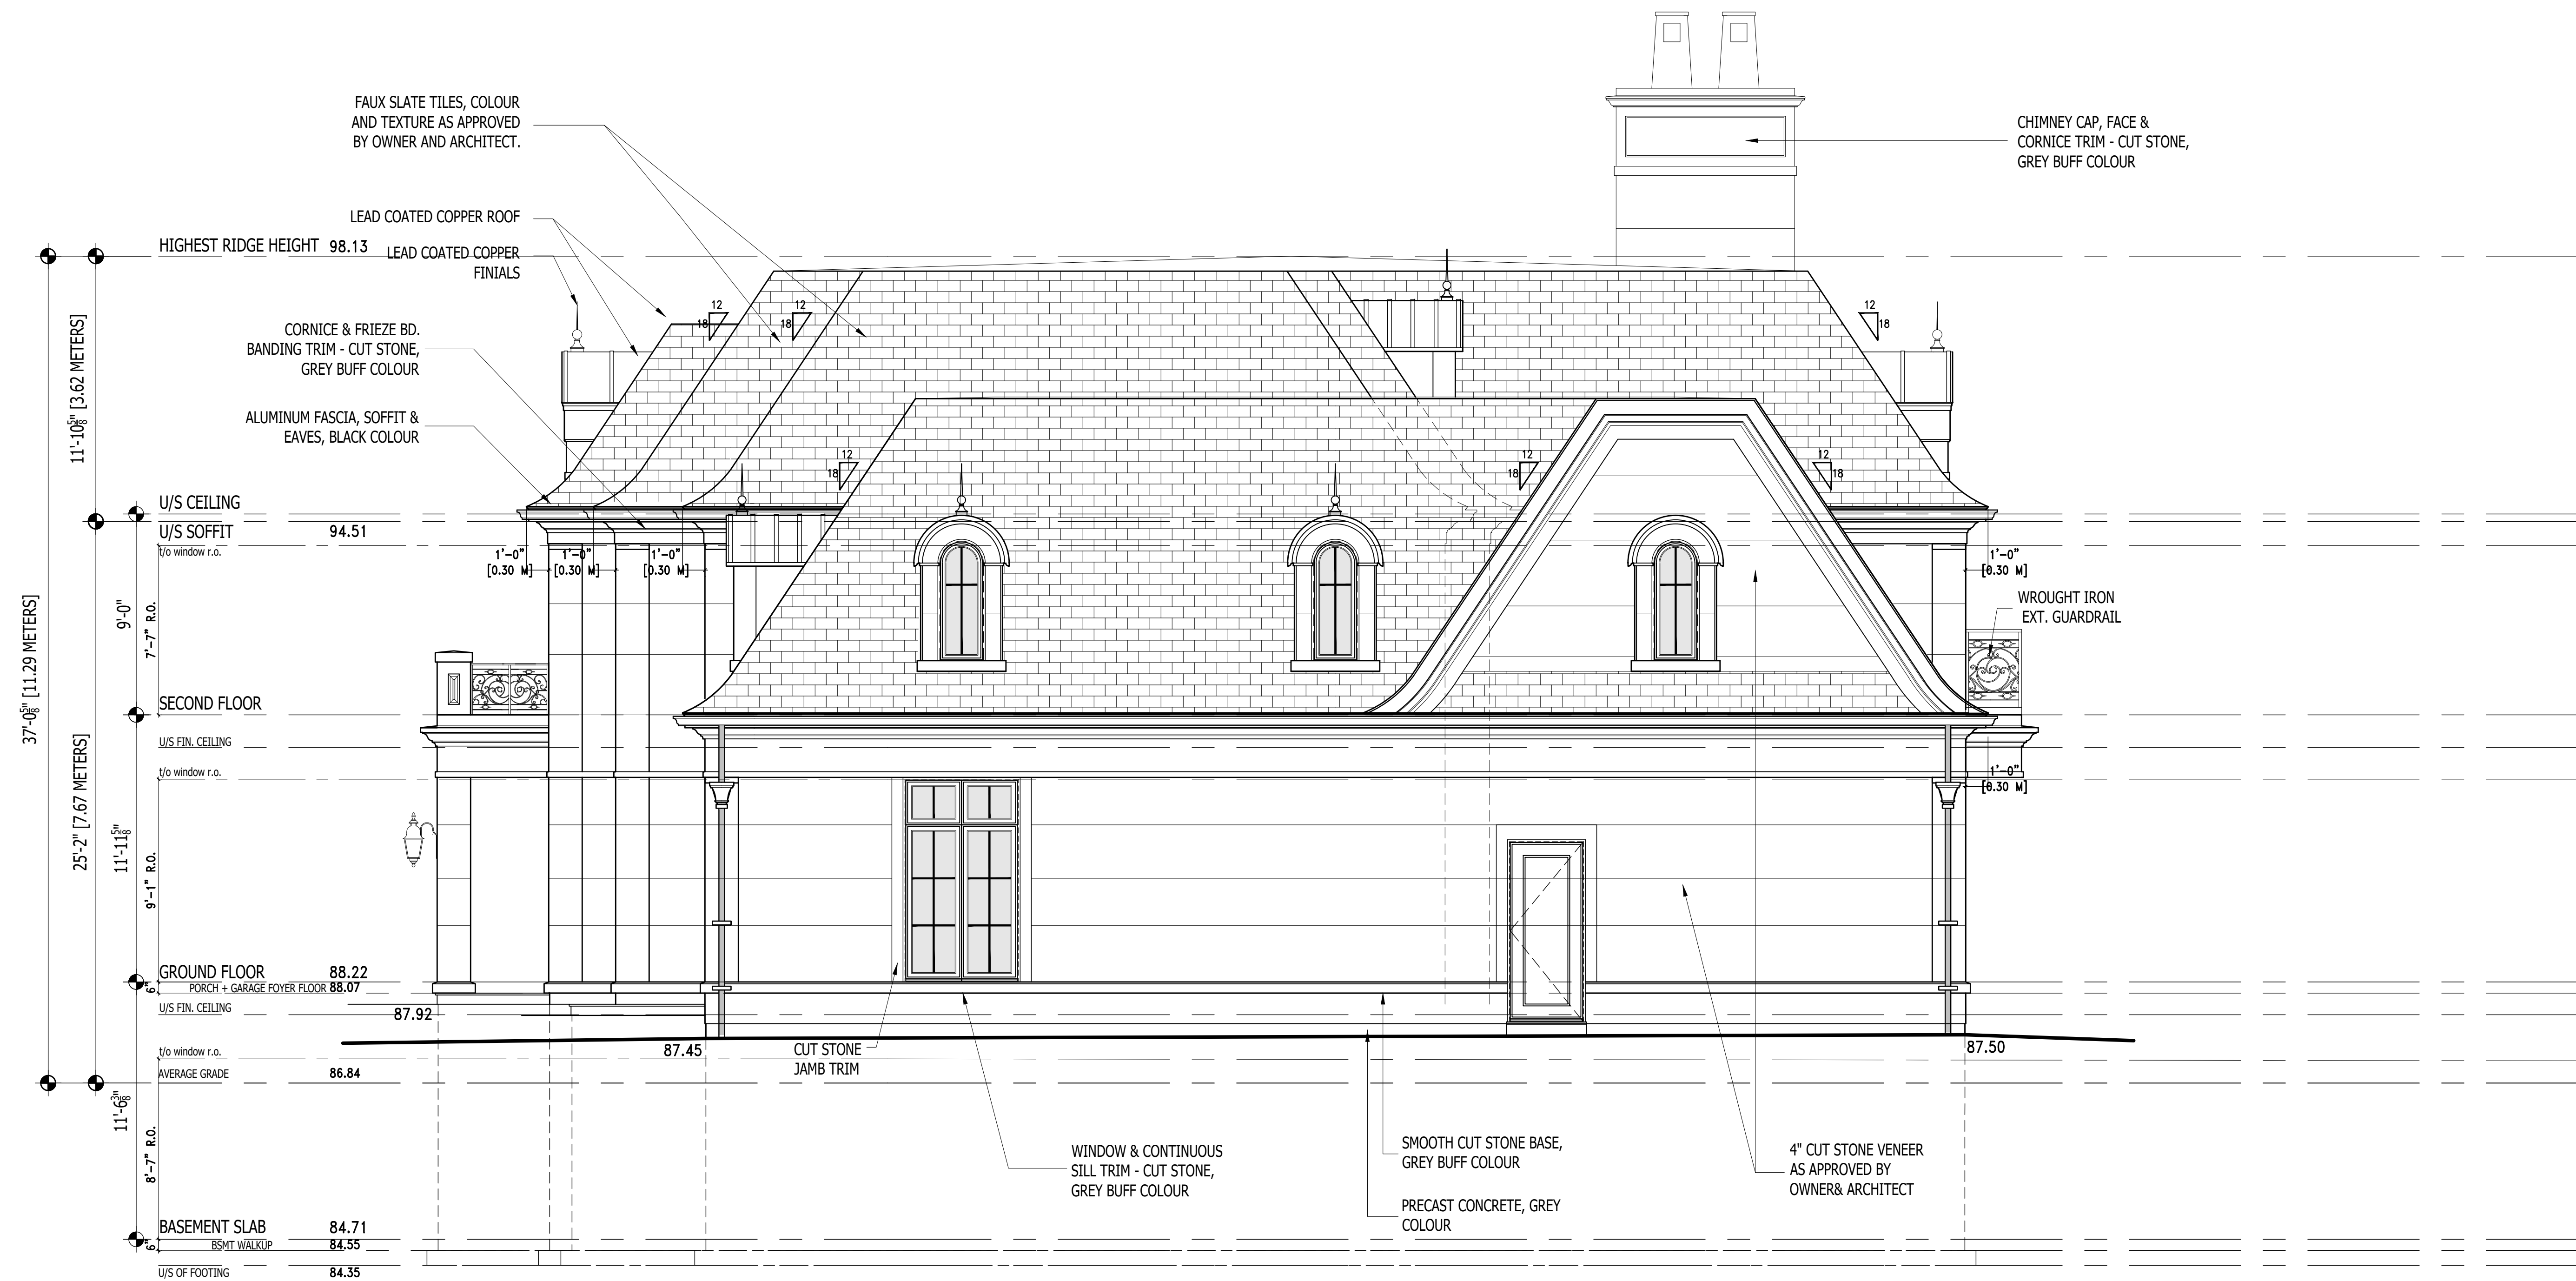 FAUX SLATE TILES, COLOUR
AND TEXTURE AS APPROVED
BY OWNER AND ARCHITECT.
CHIMNEY CAP, FACE &
CORNICE TRIM - CUT STONE,
GREY BUFF COLOUR
LEAD COATED COPPER ROOF
HIGHEST RIDGE HEIGHT 98.13
LEAD COATED COPPER
FINIALS
12
18
12
18
12
18
CORNICE & FRIEZE BD.
BANDING TRIM - CUT STONE,
GREY BUFF COLOUR
11'-10 5/8" [3.62 METERS]
ALUMINUM FASCIA, SOFFIT &
EAVES, BLACK COLOUR
12
18
12
18
12
18
U/S CEILING
U/S SOFFIT 94.51
t/o window r.o.
1'-0"
[0.30 M]
1'-0"
[0.30 M]
1'-0"
[0.30 M]
1'-0"
[0.30 M]
9'-0"
7'-7" R.O.
WROUGHT IRON
EXT. GUARDRAIL
37'-0 5/8" [11.29 METERS]
SECOND FLOOR
U/S FIN. CEILING
t/o window r.o.
1'-0"
[0.30 M]
25'-2" [7.67 METERS]
11'-11 5/8"
9'-1" R.O.
GROUND FLOOR 88.22
6"
PORCH + GARAGE FOYER FLOOR 88.07
U/S FIN. CEILING
87.92
t/o window r.o.
87.45
CUT STONE
JAMB TRIM
87.50
AVERAGE GRADE 86.84
11'-6 3/8"
8'-7" R.O.
WINDOW & CONTINUOUS
SILL TRIM - CUT STONE,
GREY BUFF COLOUR
SMOOTH CUT STONE BASE,
GREY BUFF COLOUR
4" CUT STONE VENEER
AS APPROVED BY
OWNER& ARCHITECT
PRECAST CONCRETE, GREY
COLOUR
BASEMENT SLAB 84.71
6"
BSMT WALKUP 84.55
U/S OF FOOTING 84.35